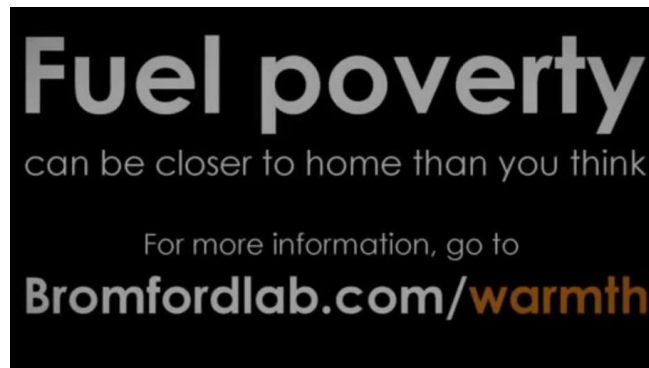 Fuel poverty
can be closer to home than you think
For more information, go to
Bromfordlab.com/warmth